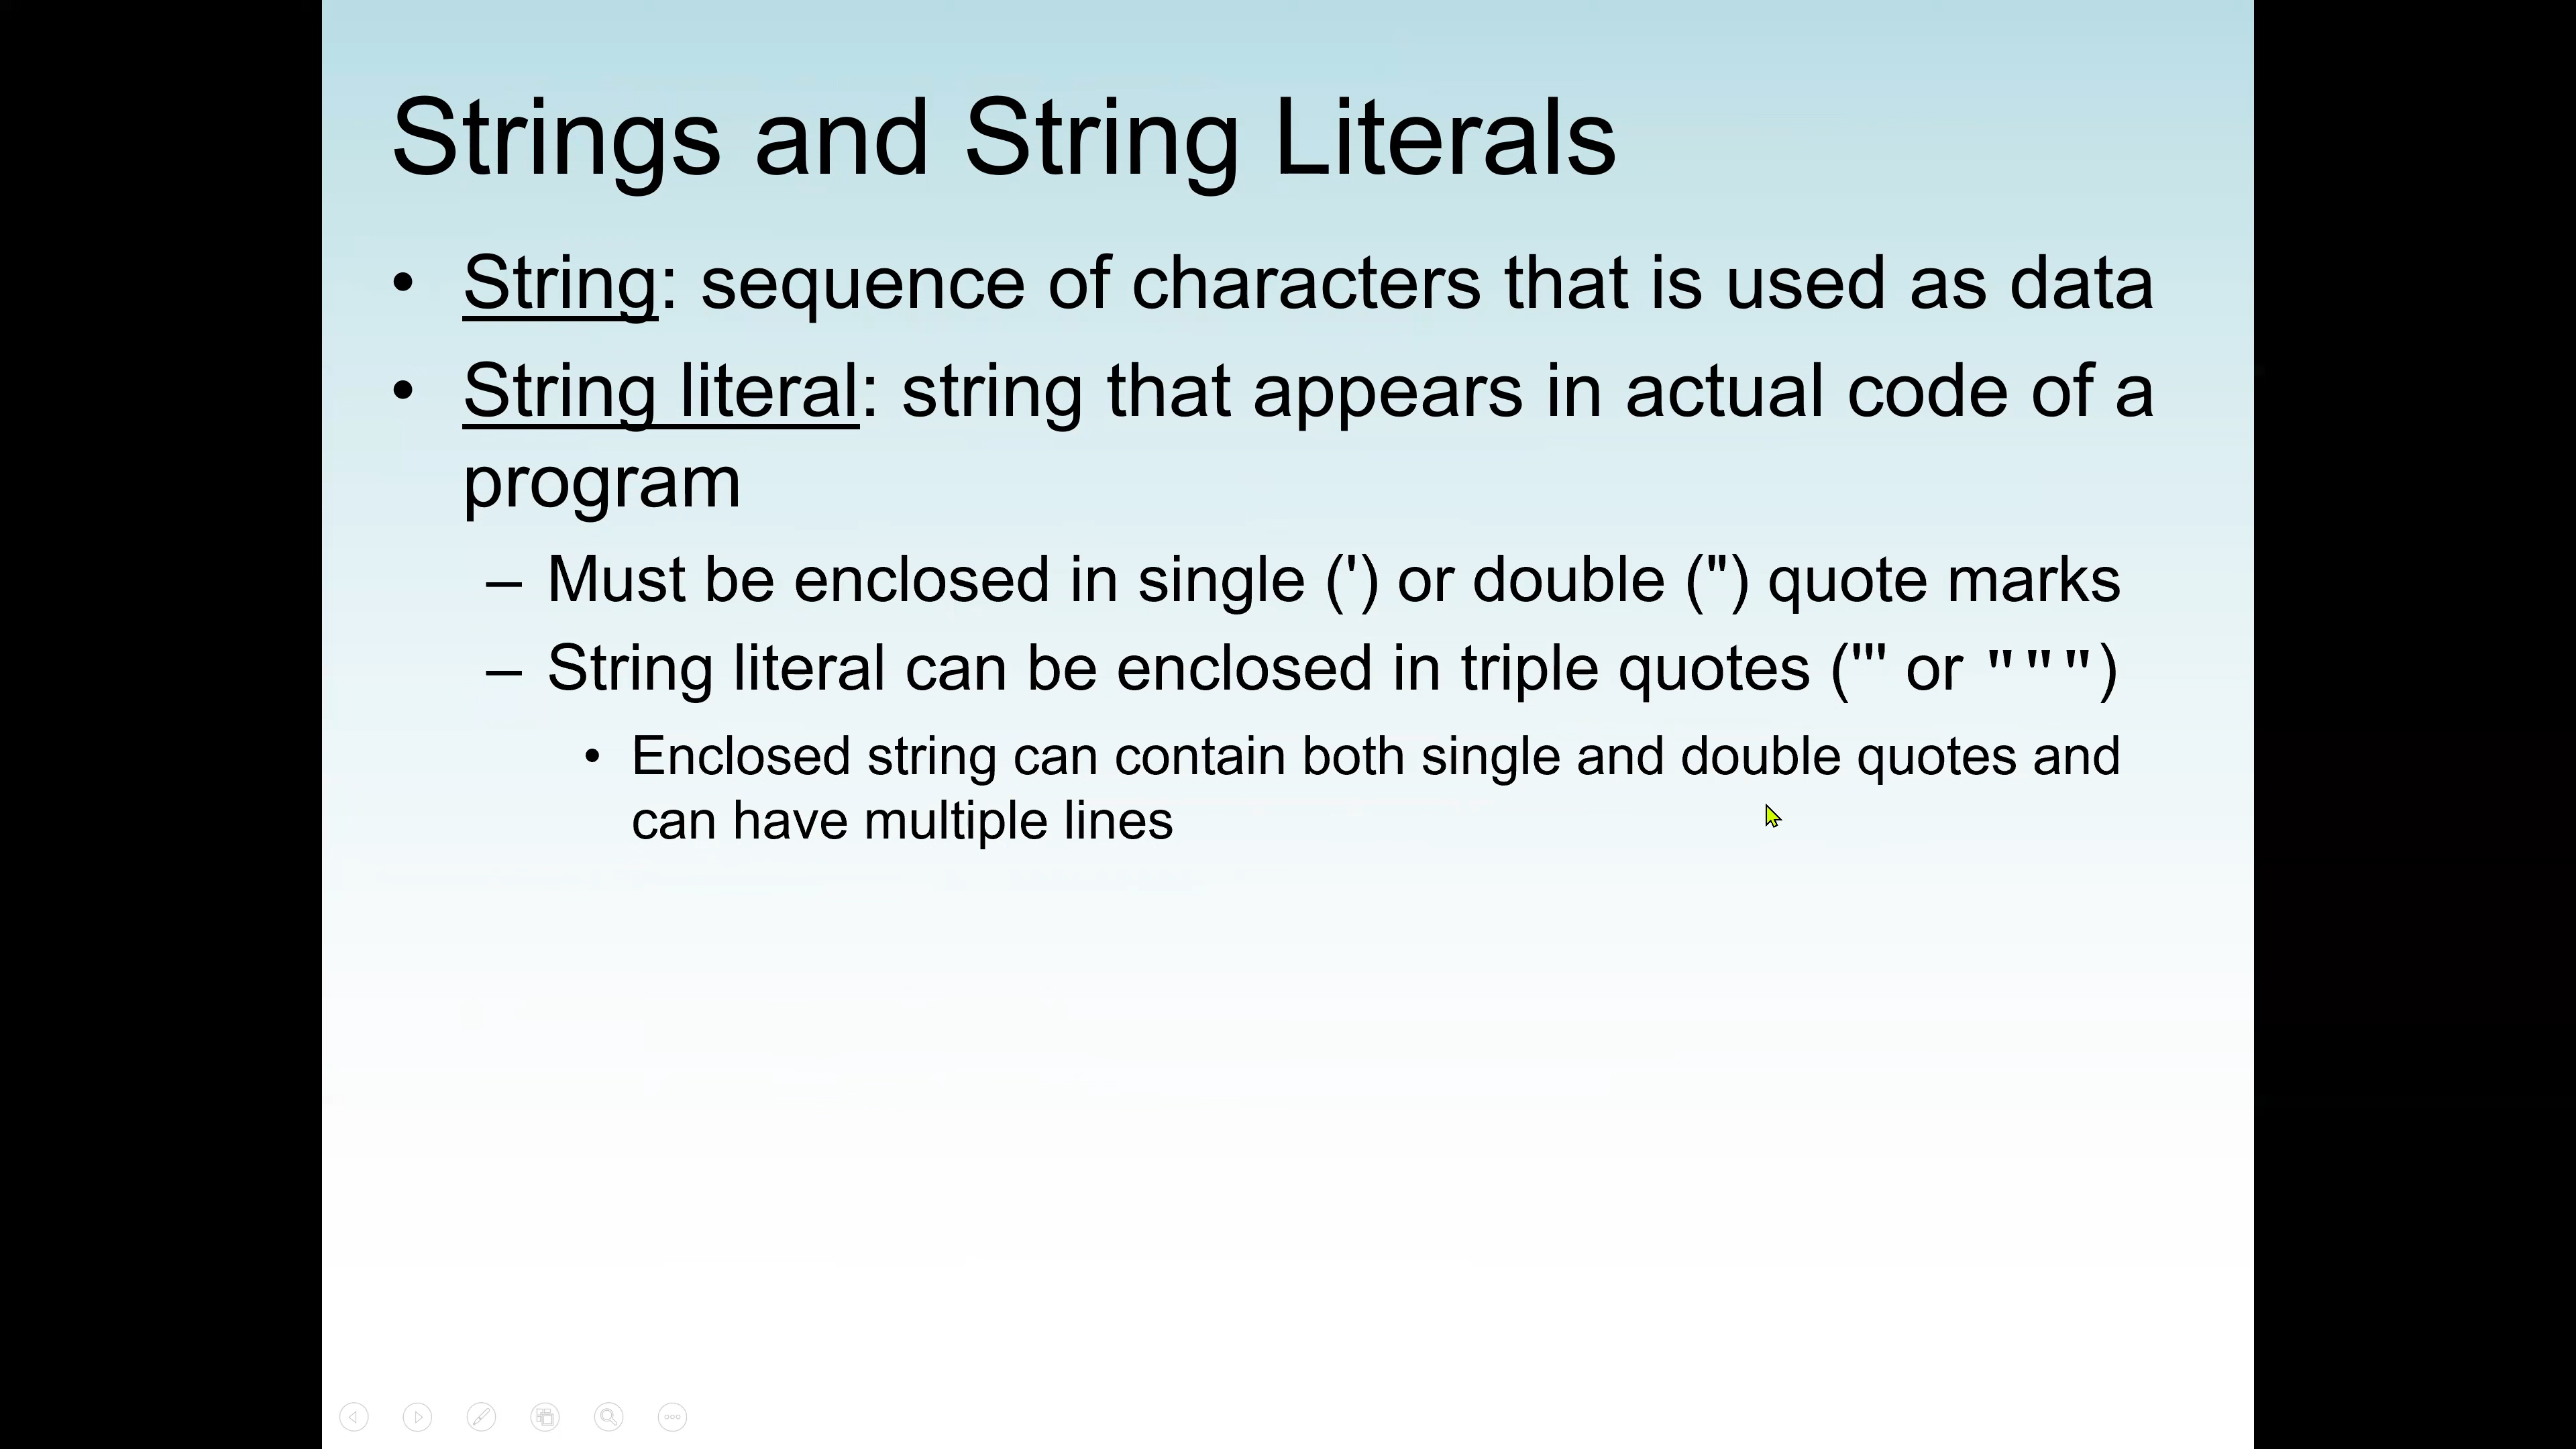 Strings and String Literals
• String: sequence of characters that is used as data
• String literal: string that appears in actual code of a
program
– Must be enclosed in single (') or double (") quote marks
– String literal can be enclosed in triple quotes (''' or """)
• Enclosed string can contain both single and double quotes and
can have multiple lines